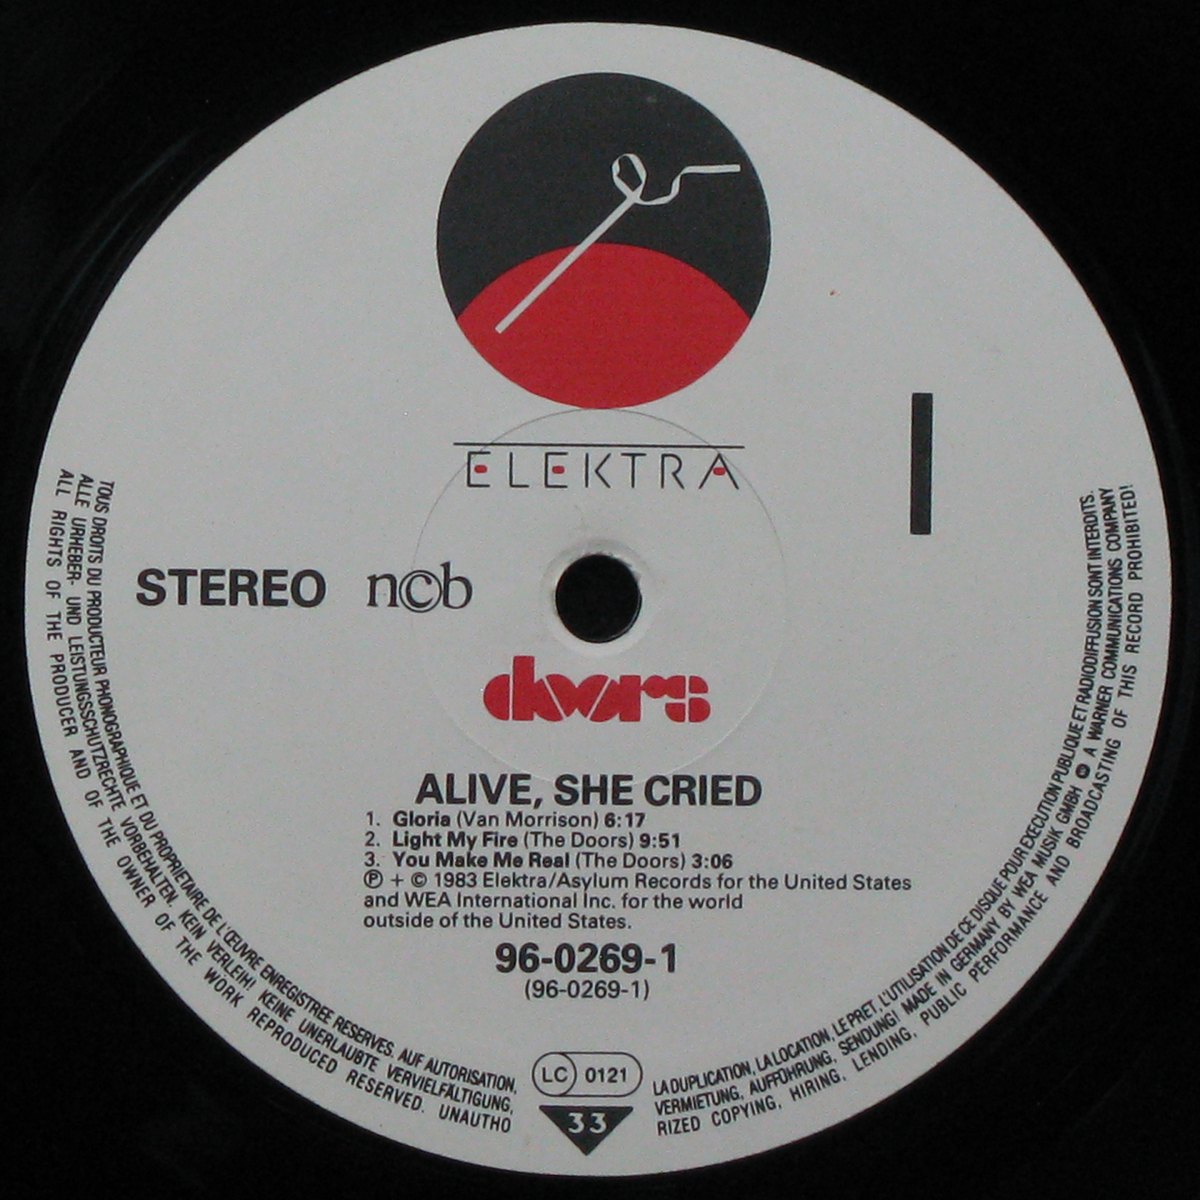 ELEKTRA
I
STEREO ncb
doors
ALIVE, SHE CRIED
1. Gloria (Van Morrison) 6:17
2. Light My Fire (The Doors) 9:51
3. You Make Me Real (The Doors) 3:06
Ⓟ + © 1983 Elektra/Asylum Records for the United States
and WEA International Inc. for the world
outside of the United States.
96-0269-1
(96-0269-1)
LC 0121
33
TOUS DROITS DU PRODUCTEUR PHONOGRAPHIQUE ET DU PROPRIETAIRE DE L'ŒUVRE ENREGISTREE RESERVES. AUF AUTORISATION, LA DUPLICATION, LA LOCATION, LE PRET, L'UTILISATION DE CE DISQUE POUR EXECUTION PUBLIQUE ET RADIODIFFUSION SONT INTERDITS.
ALLE URHEBER- UND LEISTUNGSSCHUTZRECHTE VORBEHALTEN. KEIN VERLEIH! KEINE UNERLAUBTE VERVIELFÄLTIGUNG, VERMIETUNG, AUFFÜHRUNG, SENDUNG! MADE IN GERMANY BY WEA MUSIK GMBH A WARNER COMMUNICATIONS COMPANY
ALL RIGHTS OF THE PRODUCER AND OF THE OWNER OF THE WORK REPRODUCED RESERVED. UNAUTHORIZED COPYING, HIRING, LENDING, PUBLIC PERFORMANCE AND BROADCASTING OF THIS RECORD PROHIBITED!